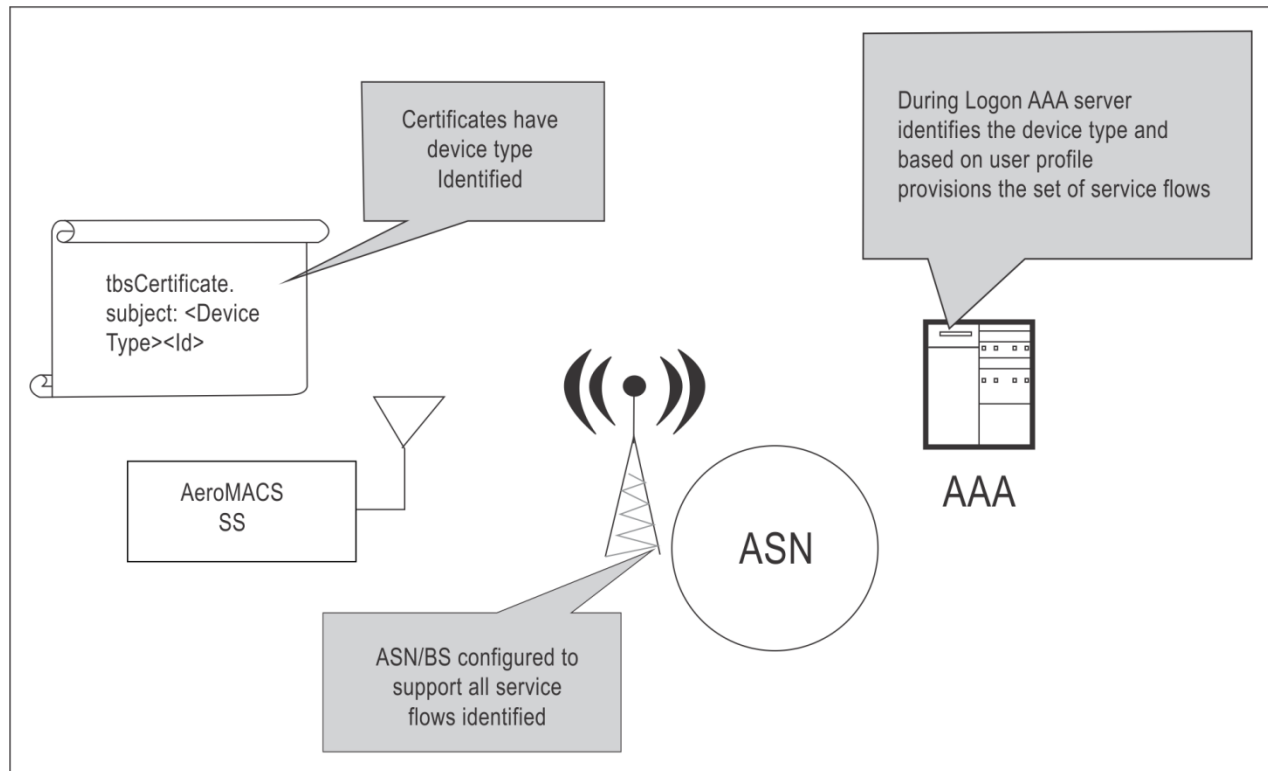 Certificates have
device type
Identified
During Logon AAA server
identifies the device type and
based on user profile
provisions the set of service flows
tbsCertificate.
subject: <Device
Type><Id>
AeroMACS
SS
ASN
AAA
ASN/BS configured to
support all service
flows identified